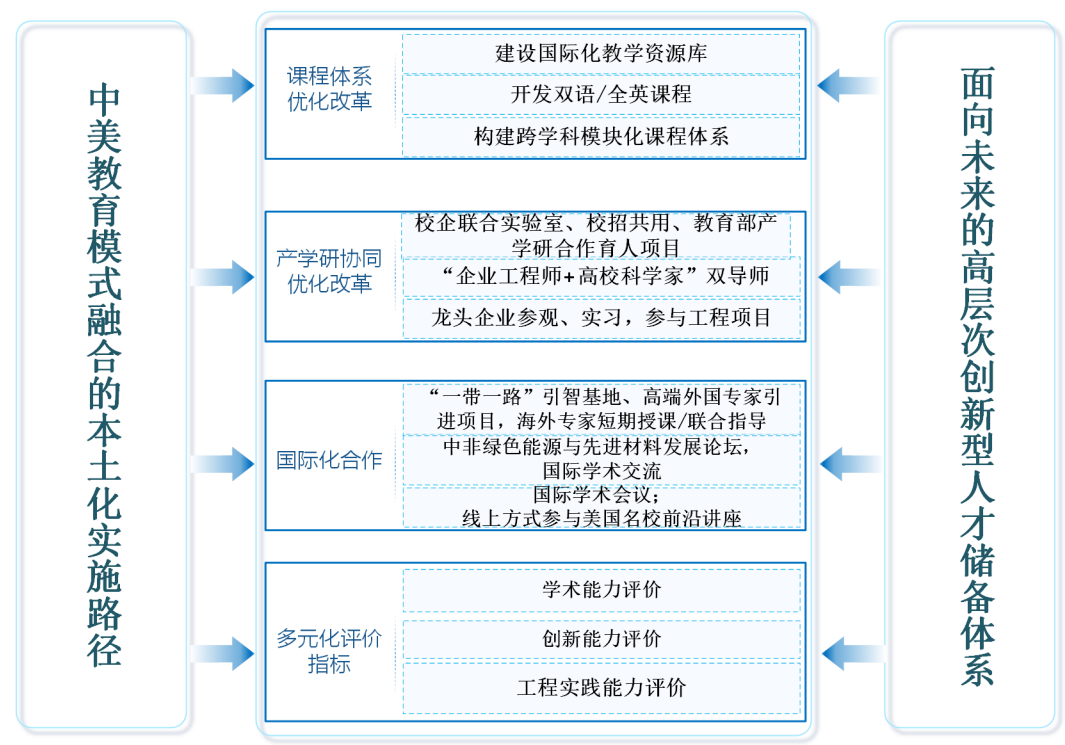 中美教育模式融合的本土化实施路径
课程体系
优化改革
建设国际化教学资源库
开发双语/全英课程
构建跨学科模块化课程体系
产学研协同
优化改革
校企联合实验室、校招共用、教育部产
学研合作育人项目
“企业工程师+高校科学家”双导师
龙头企业参观、实习，参与工程项目
国际化合作
“一带一路”引智基地、高端外国专家引
进项目，海外专家短期授课/联合指导
中非绿色能源与先进材料发展论坛，
国际学术交流
国际学术会议；
线上方式参与美国名校前沿讲座
多元化评价
指标
学术能力评价
创新能力评价
工程实践能力评价
面向未来的高层次创新型人才储备体系